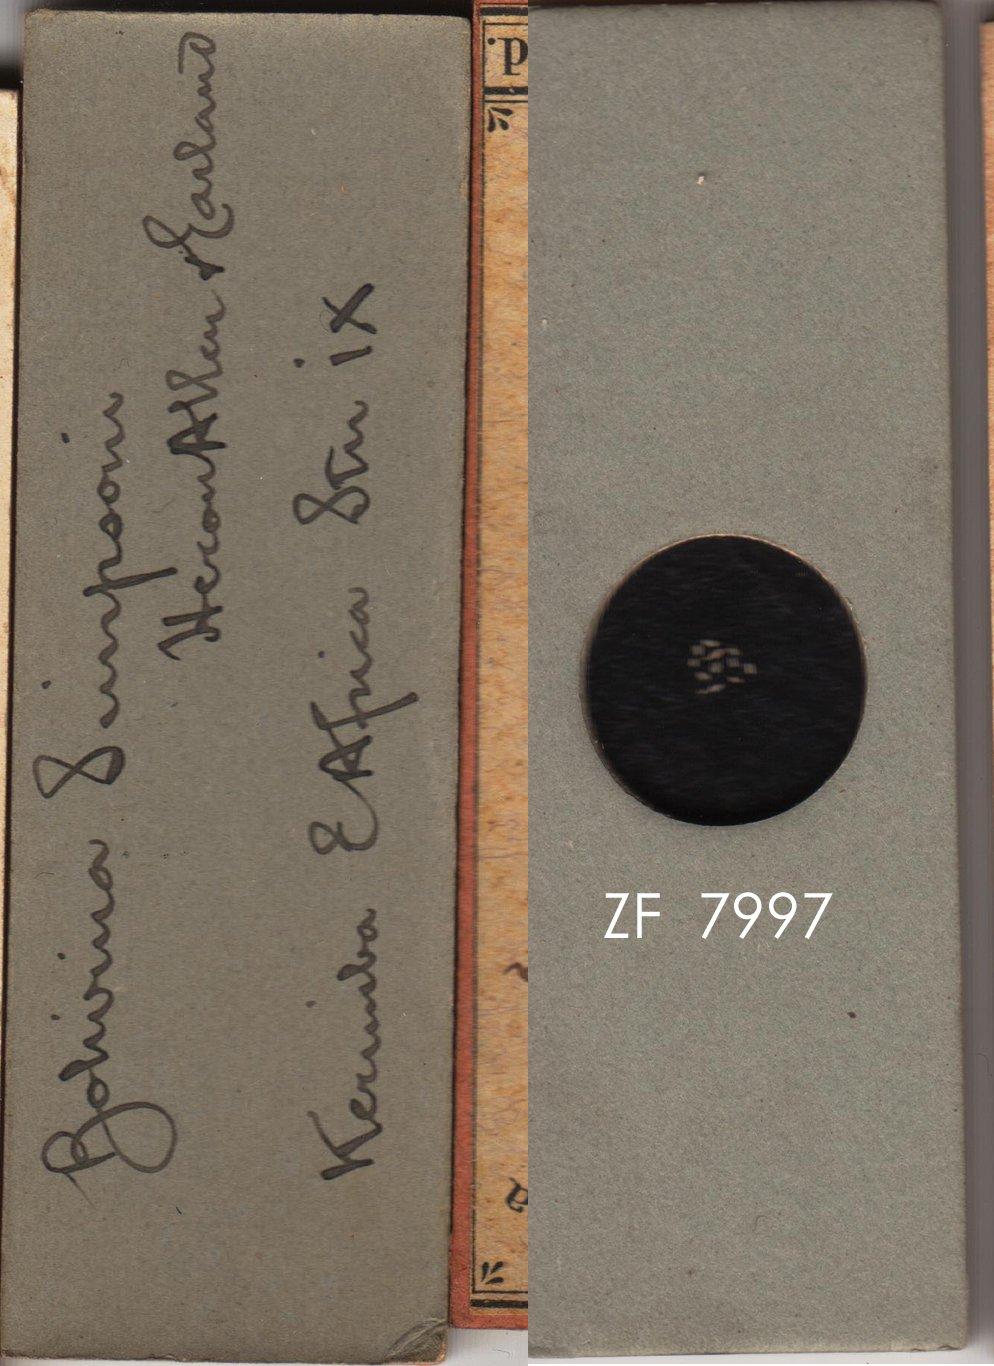 Bolivina Simpsoni
Heron Allen & Earland
Kerimba E Africa Stn IX
d.
ZF 7997